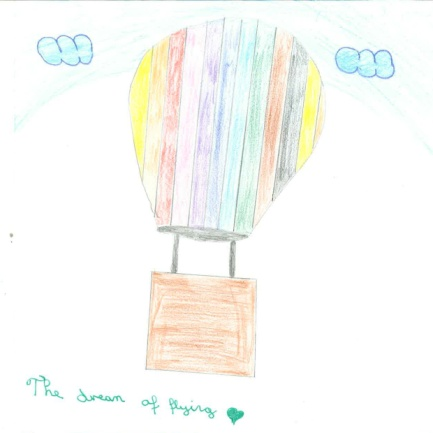 The dream of flying